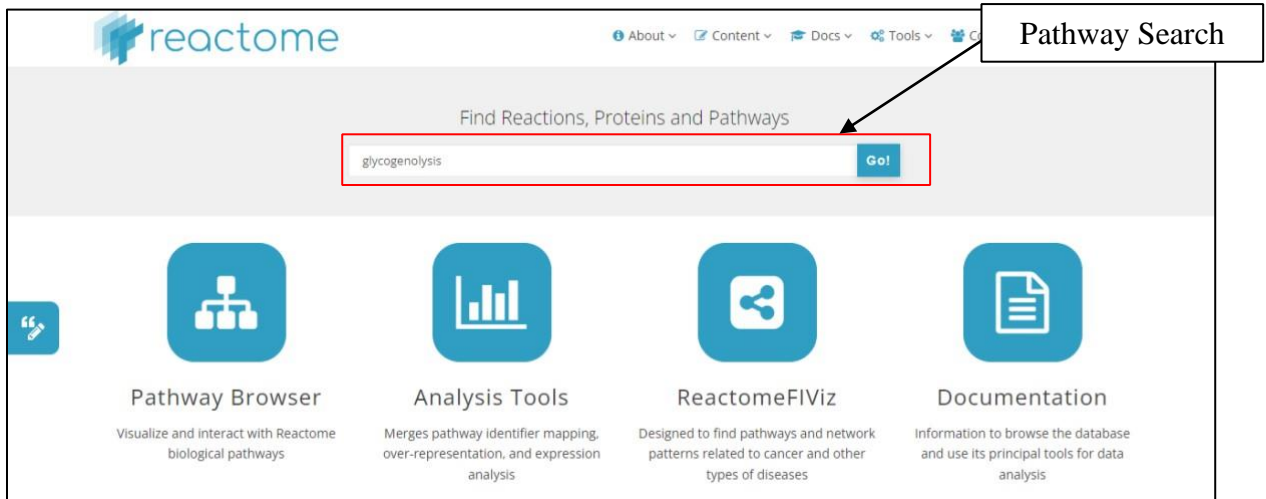 reactome
About
Content
Docs
Tools
Pathway Search
Find Reactions, Proteins and Pathways
glycogenolysis
Go!
Pathway Browser
Visualize and interact with Reactome
biological pathways
Analysis Tools
Merges pathway identifier mapping,
over-representation, and expression
analysis
ReactomeFIViz
Designed to find pathways and network
patterns related to cancer and other
types of diseases
Documentation
Information to browse the database
and use its principal tools for data
analysis